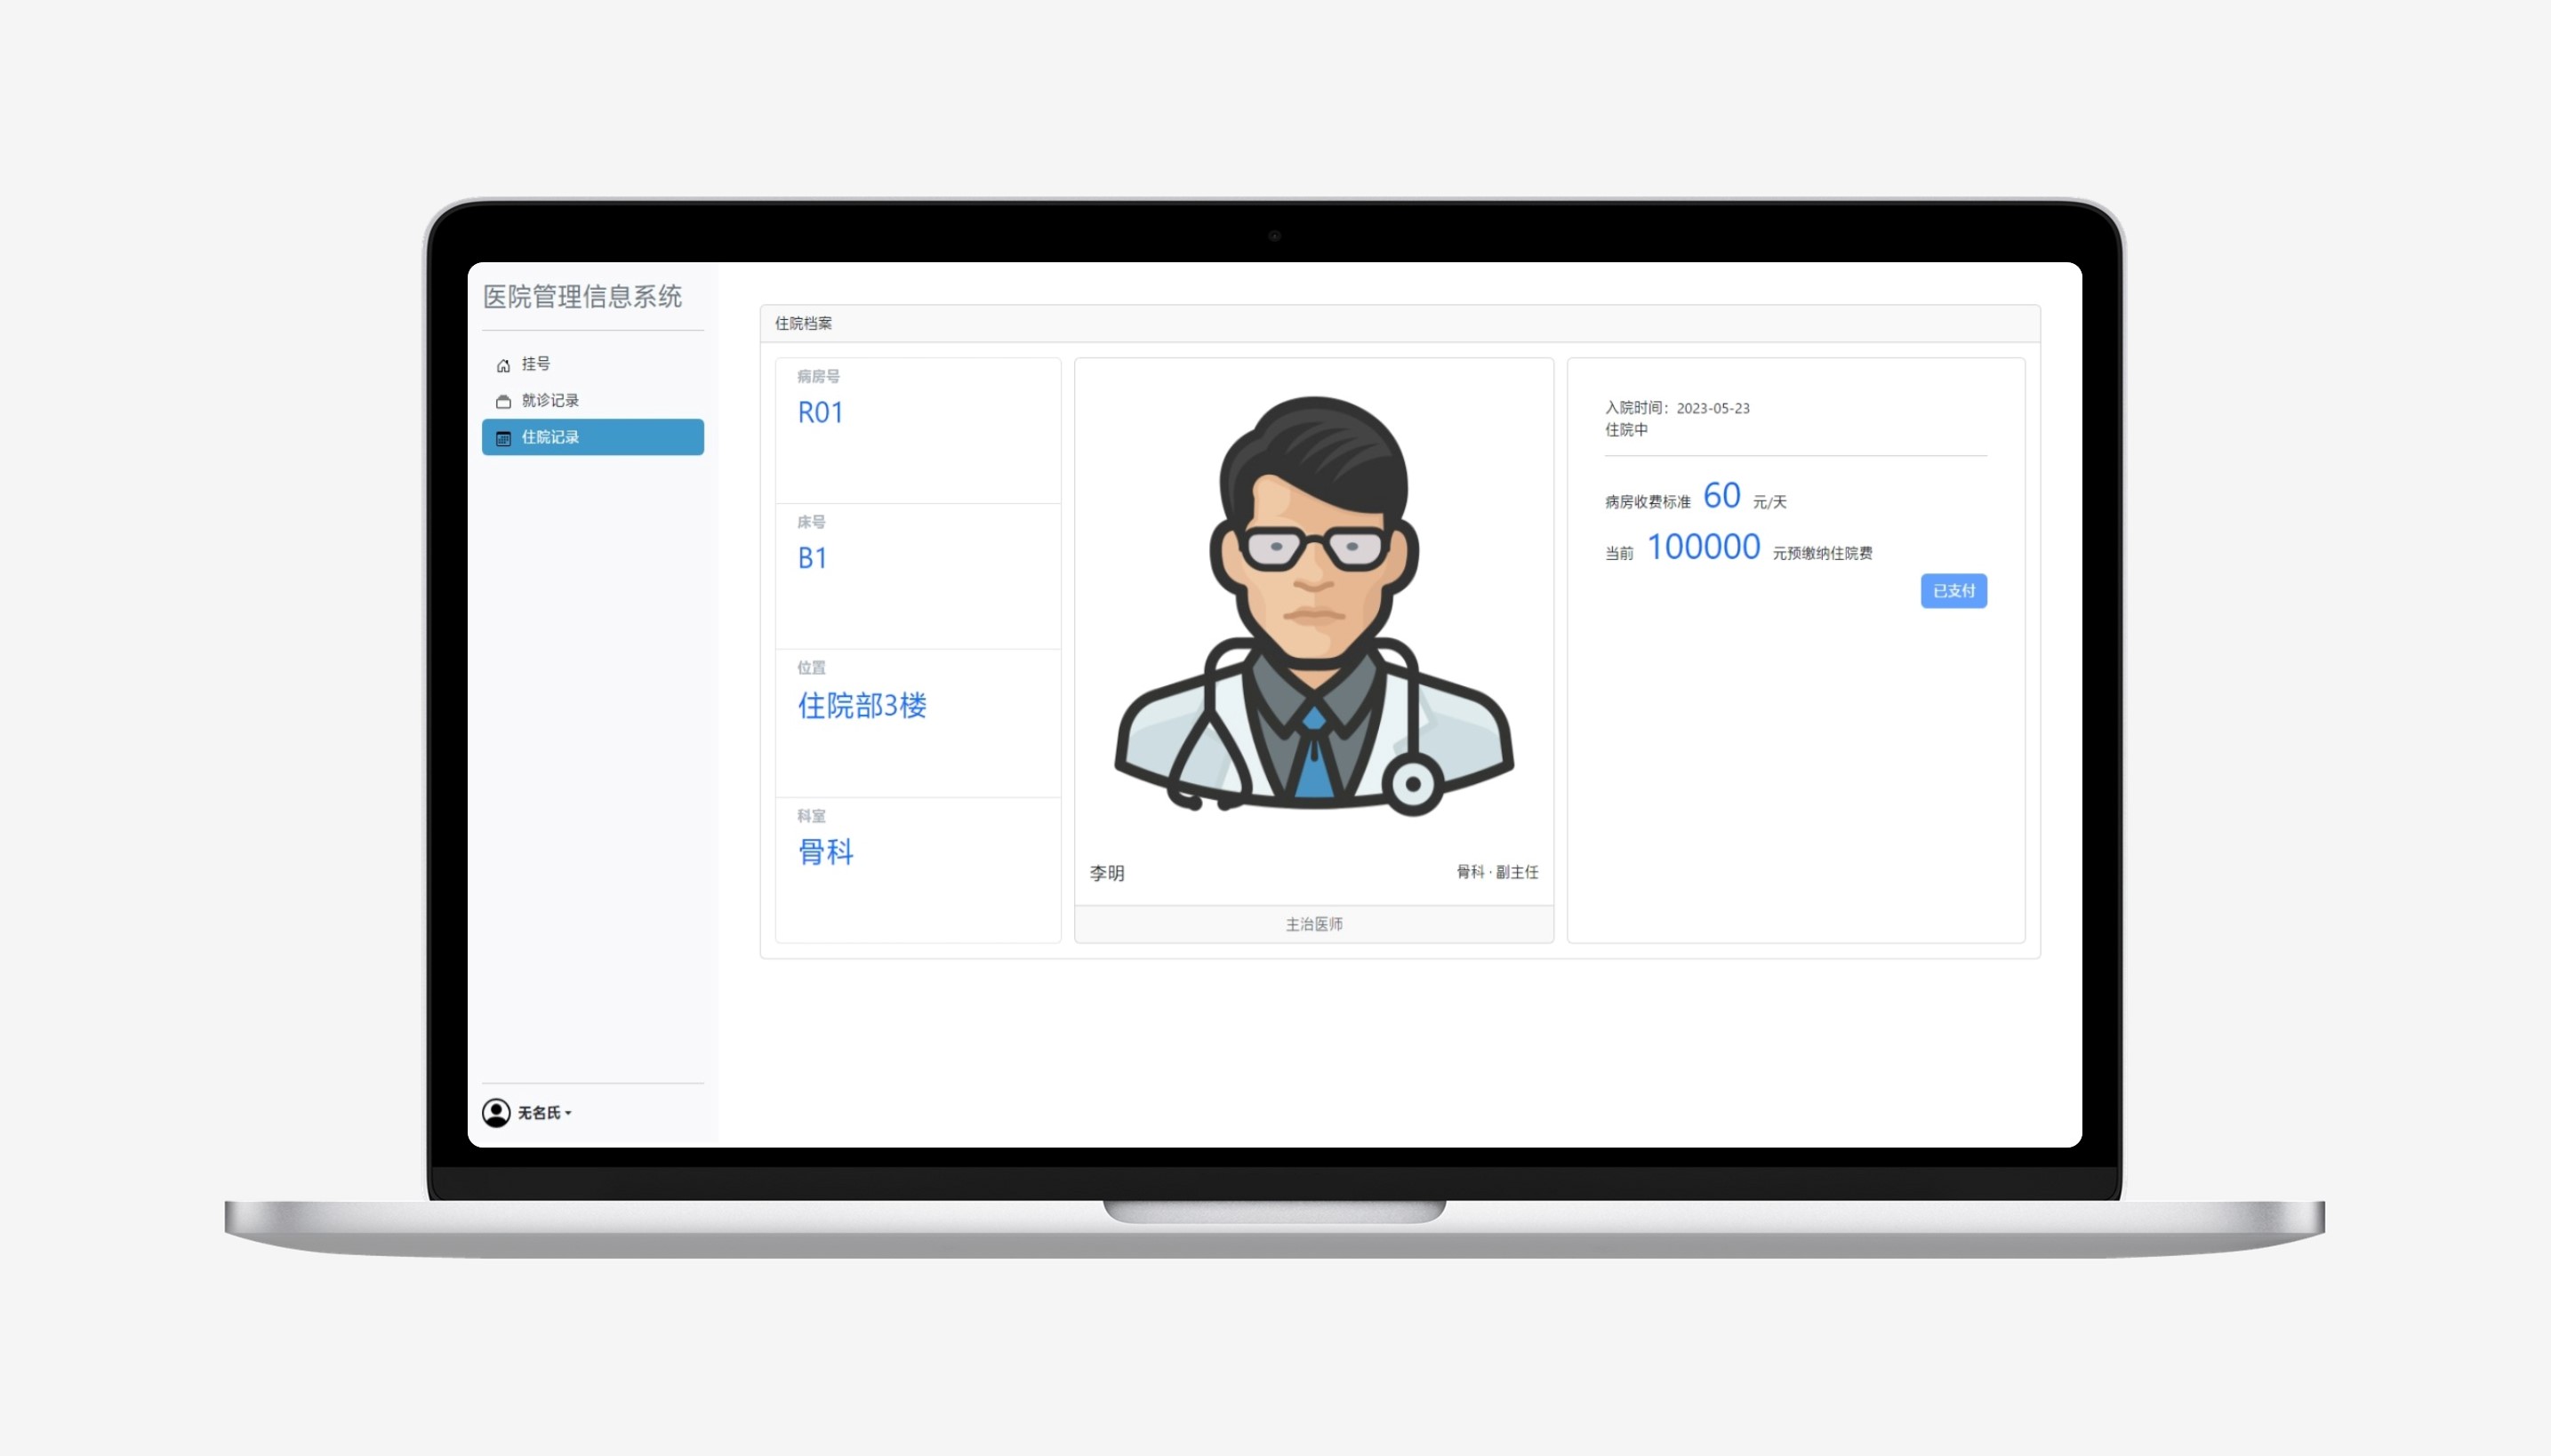 医院管理信息系统
挂号
就诊记录
住院记录
无名氏
住院档案
病房号
R01
床号
B1
位置
住院部3楼
科室
骨科
李明
骨科 · 副主任
主治医师
入院时间：2023-05-23
住院中
病房收费标准 60 元/天
当前 100000 元预缴纳住院费
已支付